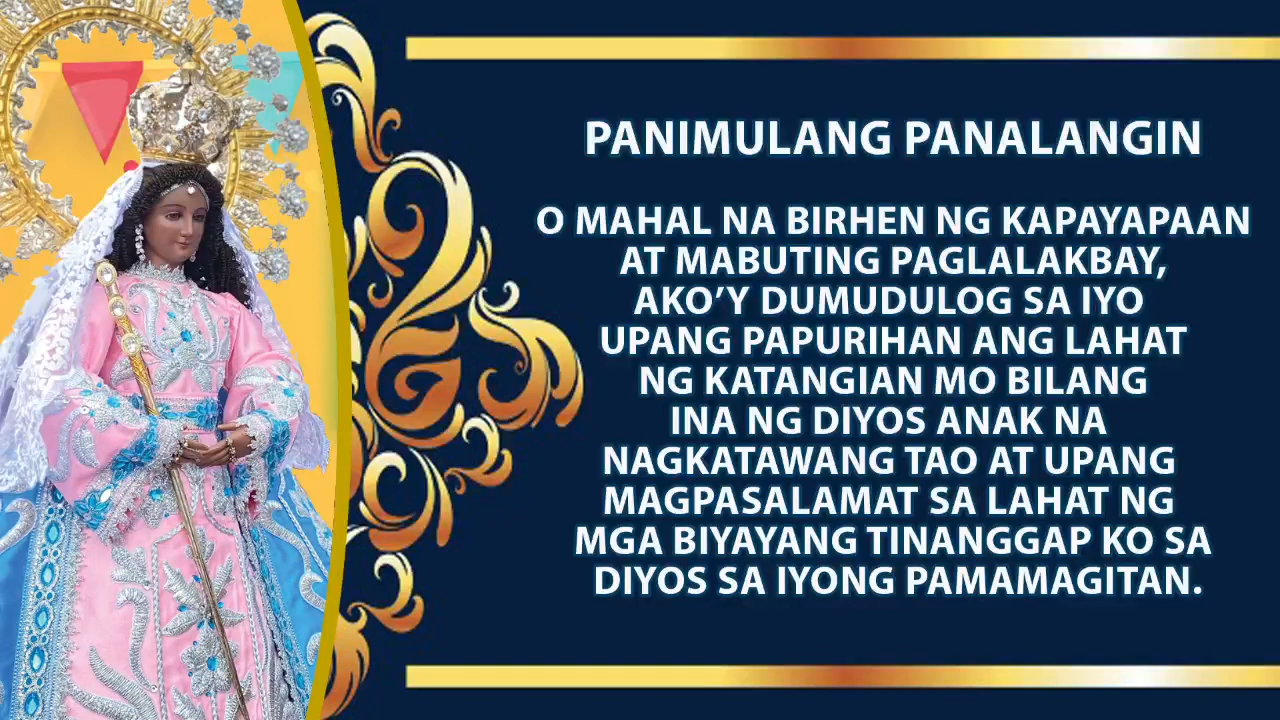 PANIMULANG PANALANGIN
O MAHAL NA BIRHEN NG KAPAYAPAAN
AT MABUTING PAGLALAKBAY,
AKO’Y DUMUDULOG SA IYO
UPANG PAPURIHAN ANG LAHAT
NG KATANGIAN MO BILANG
INA NG DIYOS ANAK NA
NAGKATAWANG TAO AT UPANG
MAGPASALAMAT SA LAHAT NG
MGA BIYAYANG TINANGGAP KO SA
DIYOS SA IYONG PAMAMAGITAN.